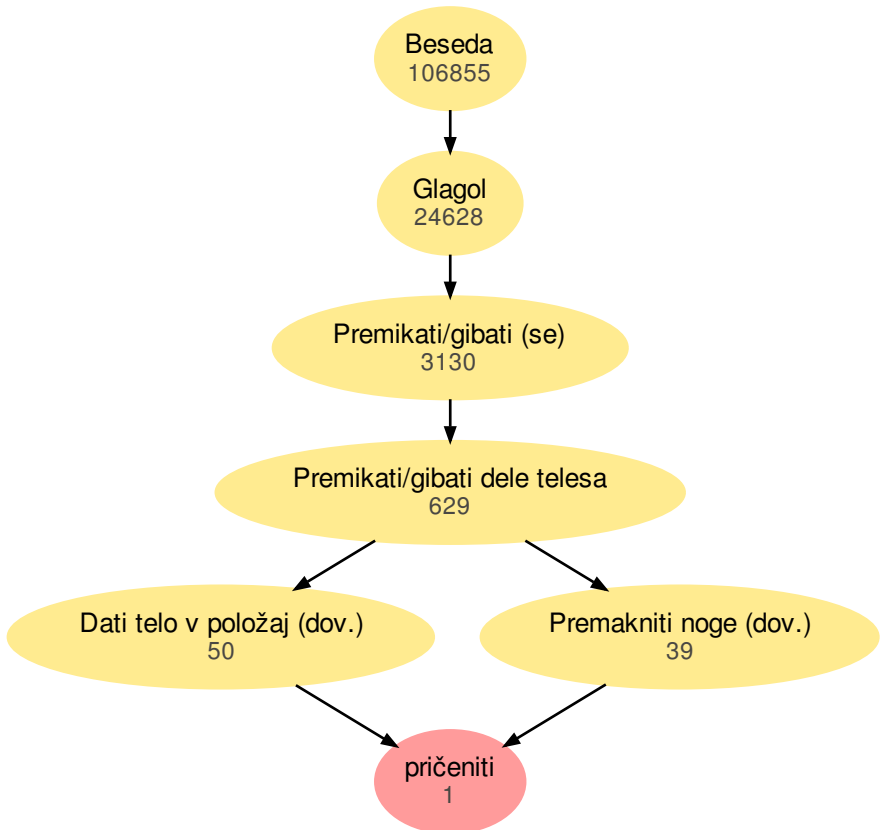 Beseda
106855
Glagol
24628
Premikati/gibati (se)
3130
Premikati/gibati dele telesa
629
Dati telo v položaj (dov.)
50
Premakniti noge (dov.)
39
pričeniti
1